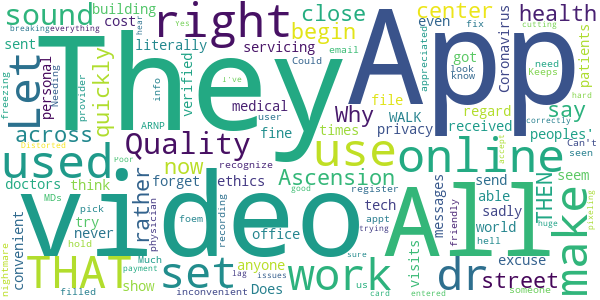 sound
building
cost
right
close
begin
center
even
health
fix
hear
Yes
breaking
everything
sent
literally
servicing
Could
email
appreciated
Coronavirus
cutting
need
Keeps
patients
Let
They
App
personal
quickly
verified
provider
needing
freezing
info
user
I've
got
look
know
hard
medical
Why
file
WALK
regard
say
ARNP
fine
times
privacy
received
peoples'
correctly
across
Quality
use
online
Can't
seen
used
now
recognize
Distorted
Poor
Ascension
accept
doctors
think
rather
forget
ethics
good
register
messages
send
able
THEN
seem
MDs
try
pick
physician
tech
friendly
sadly
world
pixeling
make
convenient
never
hold
video
foem
recording
office
appt
trying
All
hell
huge
nightmare
THAT
show
Much
lag
anyone
issues
us
visits
excuse
filled
payment
set
inconvenient
Does
sure
work
card
dr
entered
street
someone